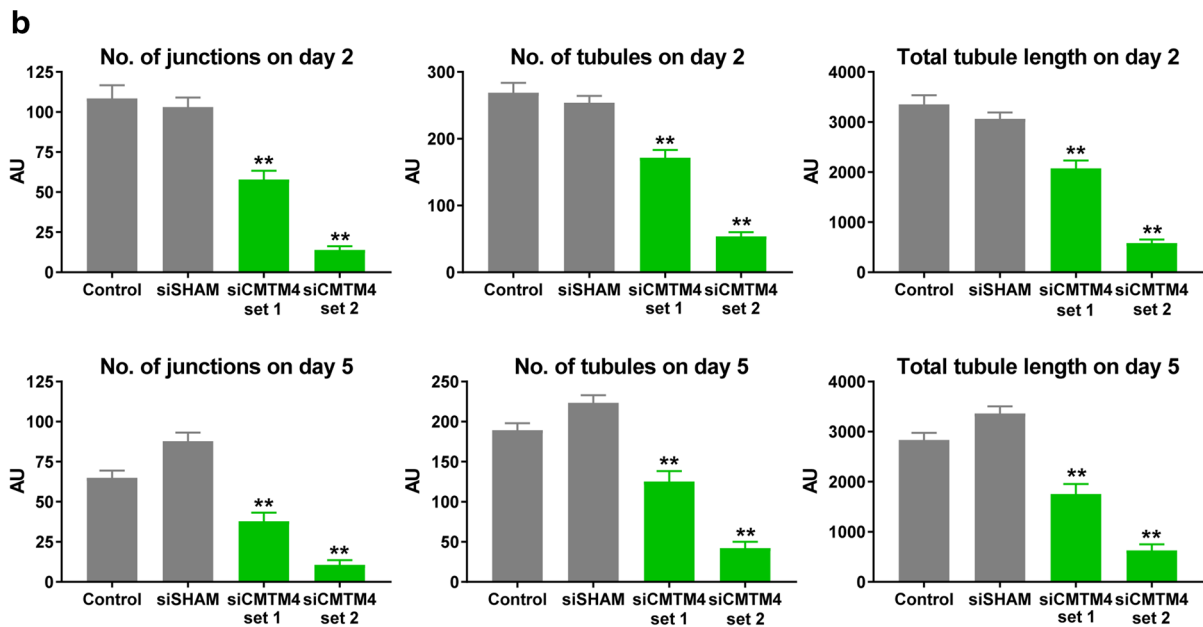 b
No. of junctions on day 2
125
100
75
50
25
0
AU
**
**
Control siSHAM siCMTM4 siCMTM4
set 1 set 2
No. of tubules on day 2
300
200
100
0
AU
**
**
Control siSHAM siCMTM4 siCMTM4
set 1 set 2
Total tubule length on day 2
4000
3000
2000
1000
0
AU
**
**
Control siSHAM siCMTM4 siCMTM4
set 1 set 2
No. of junctions on day 5
125
100
75
50
25
0
AU
**
**
Control siSHAM siCMTM4 siCMTM4
set 1 set 2
No. of tubules on day 5
250
200
150
100
50
0
AU
**
**
Control siSHAM siCMTM4 siCMTM4
set 1 set 2
Total tubule length on day 5
4000
3000
2000
1000
0
AU
**
**
Control siSHAM siCMTM4 siCMTM4
set 1 set 2